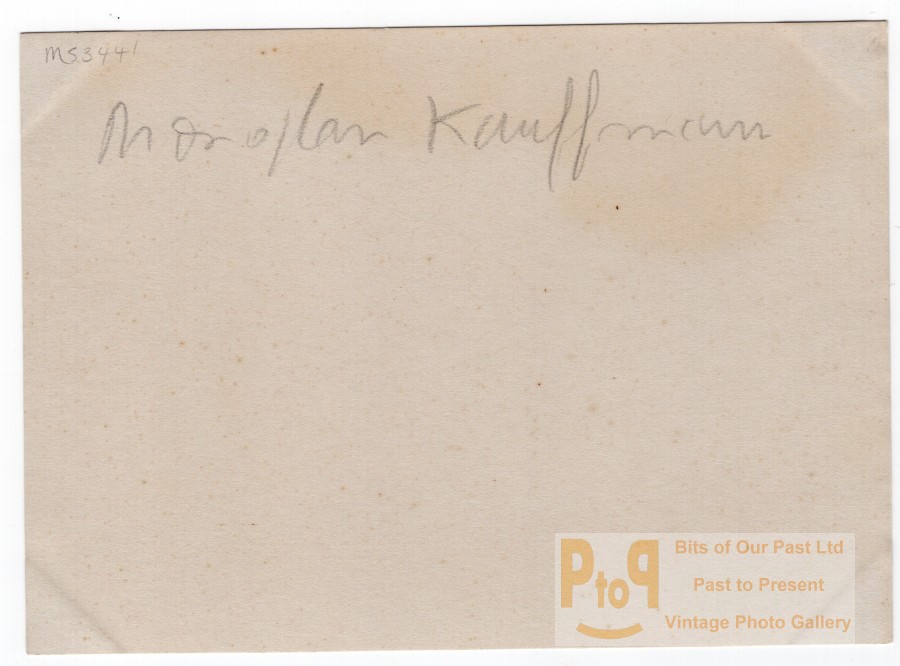 MS3441
Monoplan Kauffmann
PtoP
Bits of Our Past Ltd
Past to Present
Vintage Photo Gallery